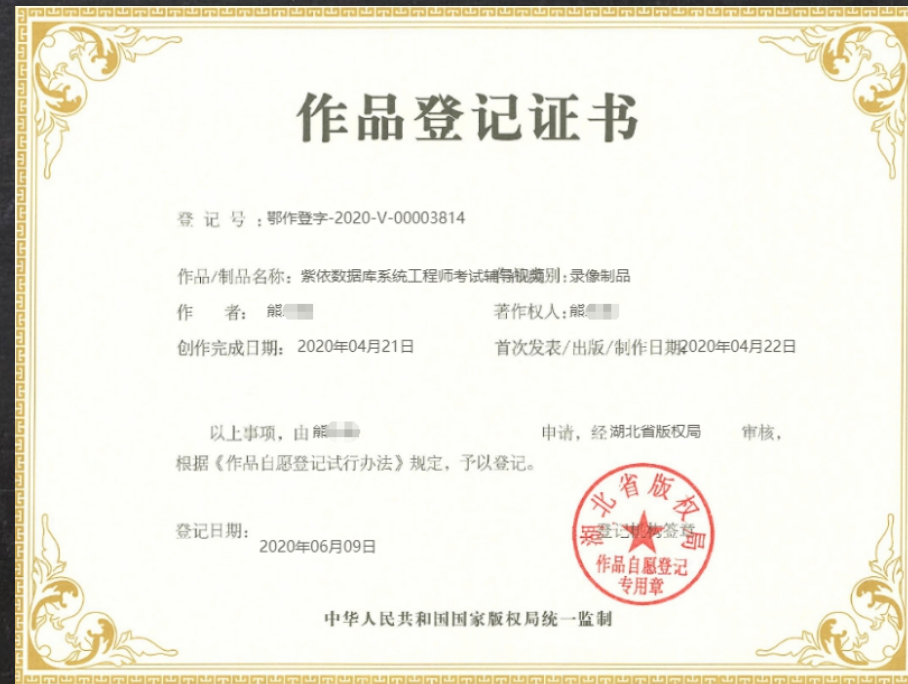 作品登记证书
登 记 号 :鄂作登字-2020-V-00003814
作品/制品名称: 紫依数据库系统工程师考试辅导视频 作品类别:录像制品
作 者: 熊 著作权人:熊
创作完成日期: 2020年04月21日 首次发表/出版/制作日期:2020年04月22日
以上事项, 由 熊 申请, 经 湖北省版权局 审核,
根据《作品自愿登记试行办法》规定, 予以登记。
登记日期:
2020年06月09日
登记机构签章
湖北省版权局
作品自愿登记
专用章
中华人民共和国国家版权局统一监制